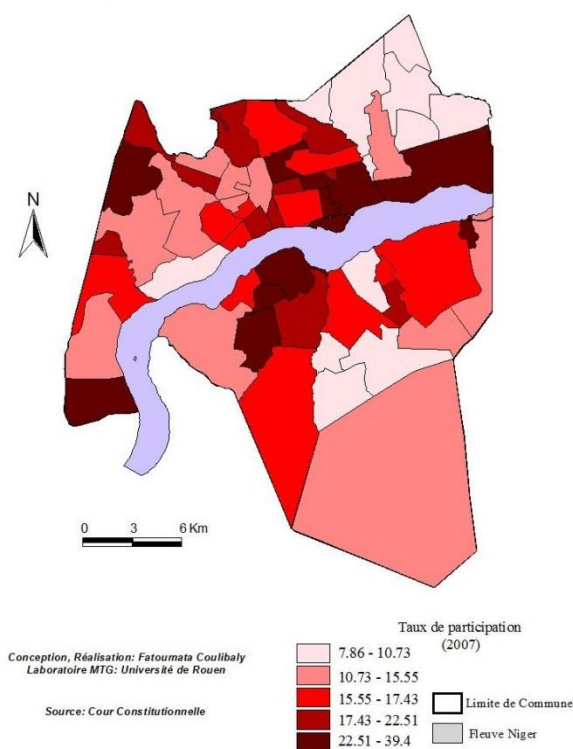 N
0 3 6 Km
Taux de participation
(2007)
7.86 - 10.73
10.73 - 15.55
15.55 - 17.43
17.43 - 22.51
22.51 - 39.4
Limite de Commune
Fleuve Niger
Conception, Réalisation: Fatoumata Coulibaly
Laboratoire MTG: Université de Rouen
Source: Cour Constitutionnelle